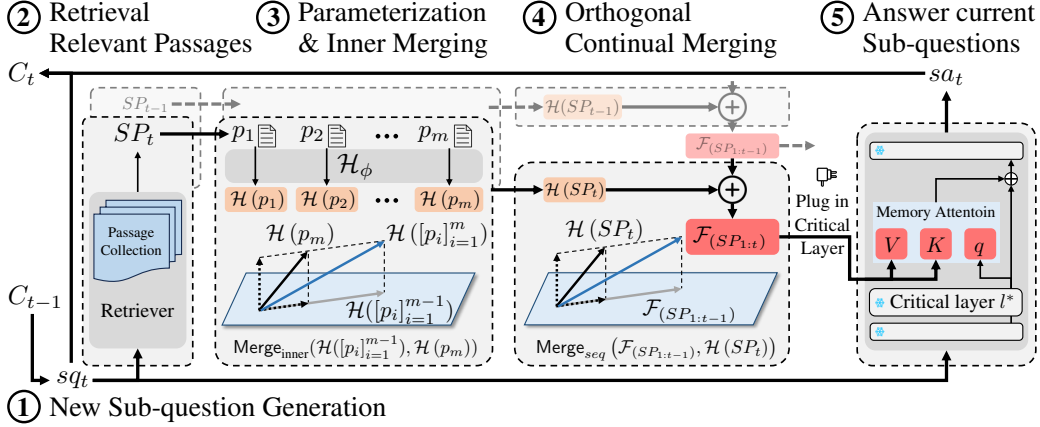 ② Retrieval
Relevant Passages
③ Parameterization
& Inner Merging
④ Orthogonal
Continual Merging
⑤ Answer current
Sub-questions
C_t
sa_t
SP_{t-1}
SP_t
p_1 p_2 ••• p_m
H_ϕ
H(p_1) H(p_2) ••• H(p_m)
H(SP_{t-1})
F_{(SP_{1:t-1})}
H(SP_t)
F_{(SP_{1:t})}
Plug in
Critical
Layer
Passage
Collection
Retriever
H(p_m)
H([p_i]_{i=1}^{m})
H([p_i]_{i=1}^{m-1})
Merge_{inner}(H([p_i]_{i=1}^{m-1}), H(p_m))
H(SP_t)
F_{(SP_{1:t-1})}
Merge_{seq}(F_{(SP_{1:t-1})}, H(SP_t))
Memory Attentoin
V K q
Critical layer l*
C_{t-1}
sq_t
① New Sub-question Generation